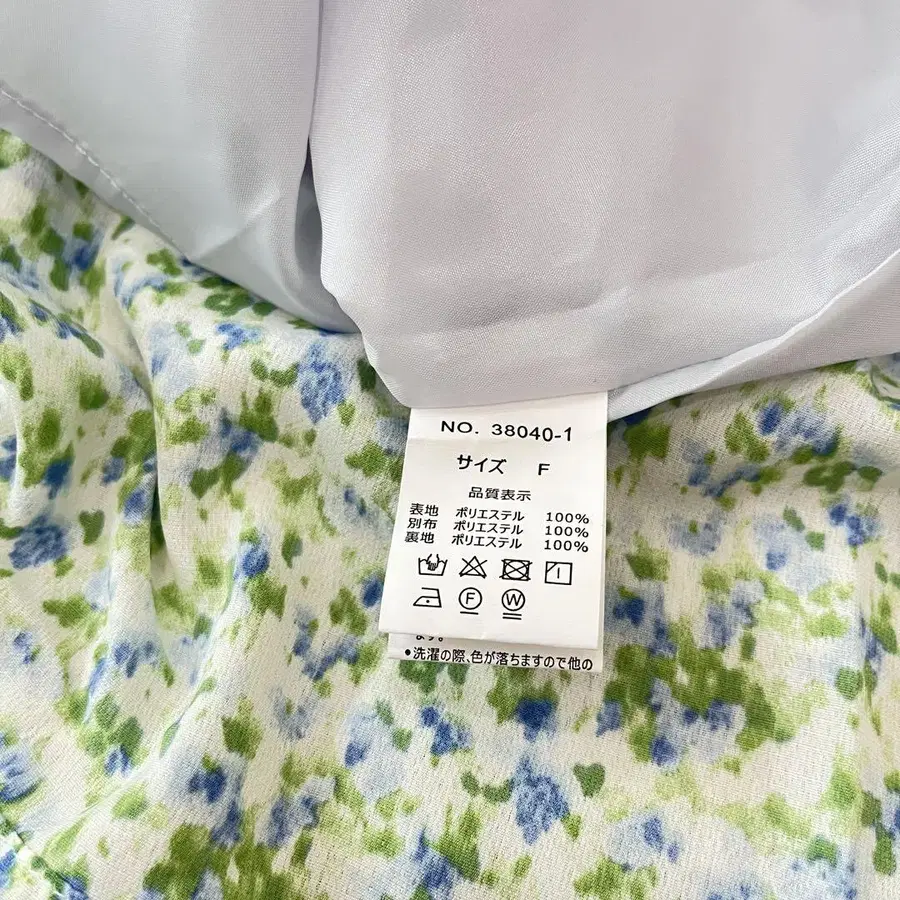 NO. 38040-1
サイズ F
品質表示
表地 ポリエステル 100%
別布 ポリエステル 100%
裏地 ポリエステル 100%
F W
ます。
•洗濯の際、色が落ちますので他の